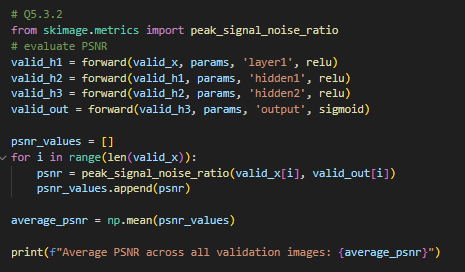 # Q5.3.2
from skimage.metrics import peak_signal_noise_ratio
# evaluate PSNR
valid_h1 = forward(valid_x, params, 'layer1', relu)
valid_h2 = forward(valid_h1, params, 'hidden1', relu)
valid_h3 = forward(valid_h2, params, 'hidden2', relu)
valid_out = forward(valid_h3, params, 'output', sigmoid)

psnr_values = []
for i in range(len(valid_x)):
    psnr = peak_signal_noise_ratio(valid_x[i], valid_out[i])
    psnr_values.append(psnr)

average_psnr = np.mean(psnr_values)

print(f"Average PSNR across all validation images: {average_psnr}")